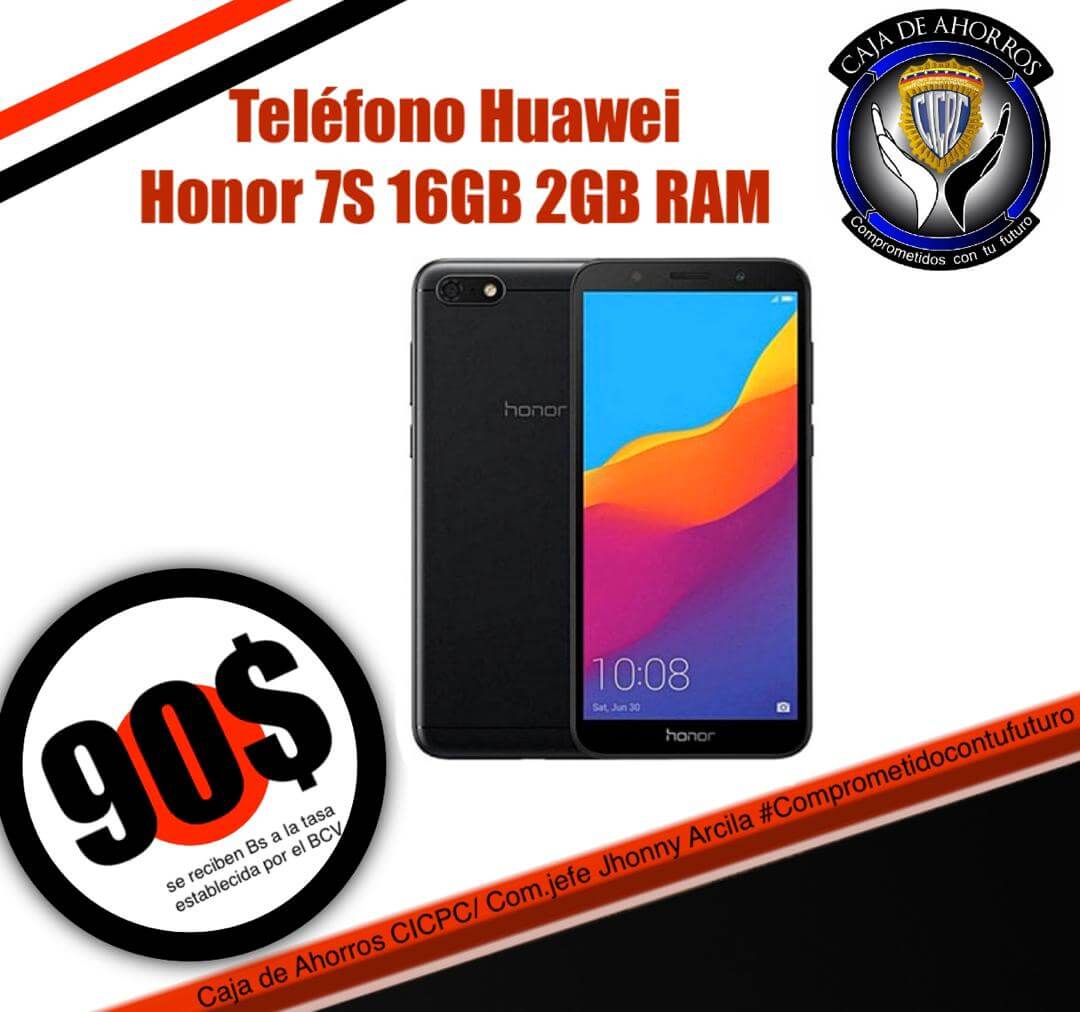 Teléfono Huawei
Honor 7S 16GB 2GB RAM
CAJA DE AHORROS
CICPC
Comprometidos con tu futuro
honor
10:08
Sat, Jun 30
honor
90$
se reciben Bs a la tasa
establecida por el BCV
Caja de Ahorros CICPC/ Com.jefe Jhonny Arcila #Comprometidocontufuturo